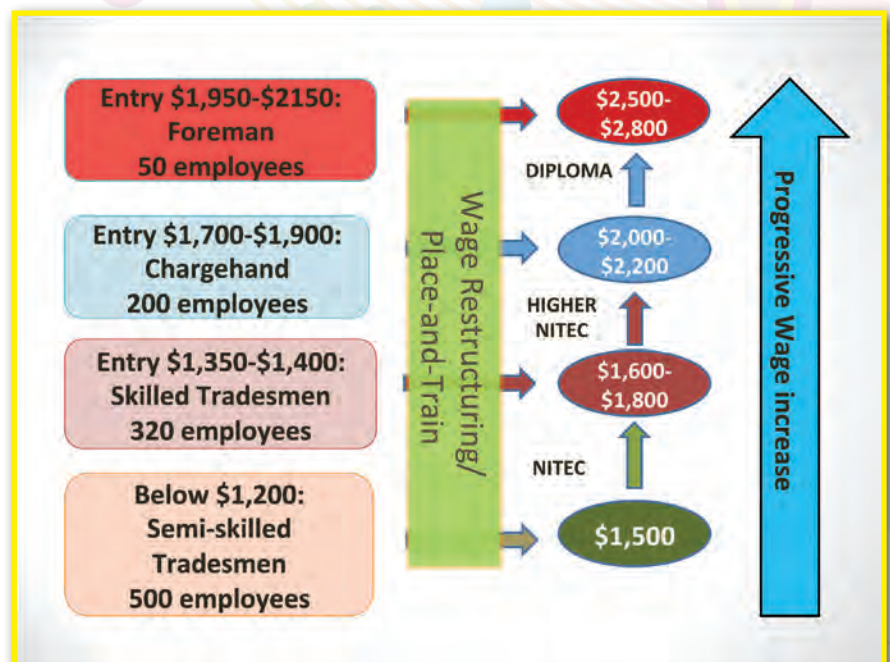 Entry $1,950-$2150:
Foreman
50 employees
Entry $1,700-$1,900:
Chargehand
200 employees
Entry $1,350-$1,400:
Skilled Tradesmen
320 employees
Below $1,200:
Semi-skilled
Tradesmen
500 employees
Wage Restructuring/
Place-and-Train
$2,500-
$2,800
DIPLOMA
$2,000-
$2,200
HIGHER
NITEC
$1,600-
$1,800
NITEC
$1,500
Progressive Wage increase